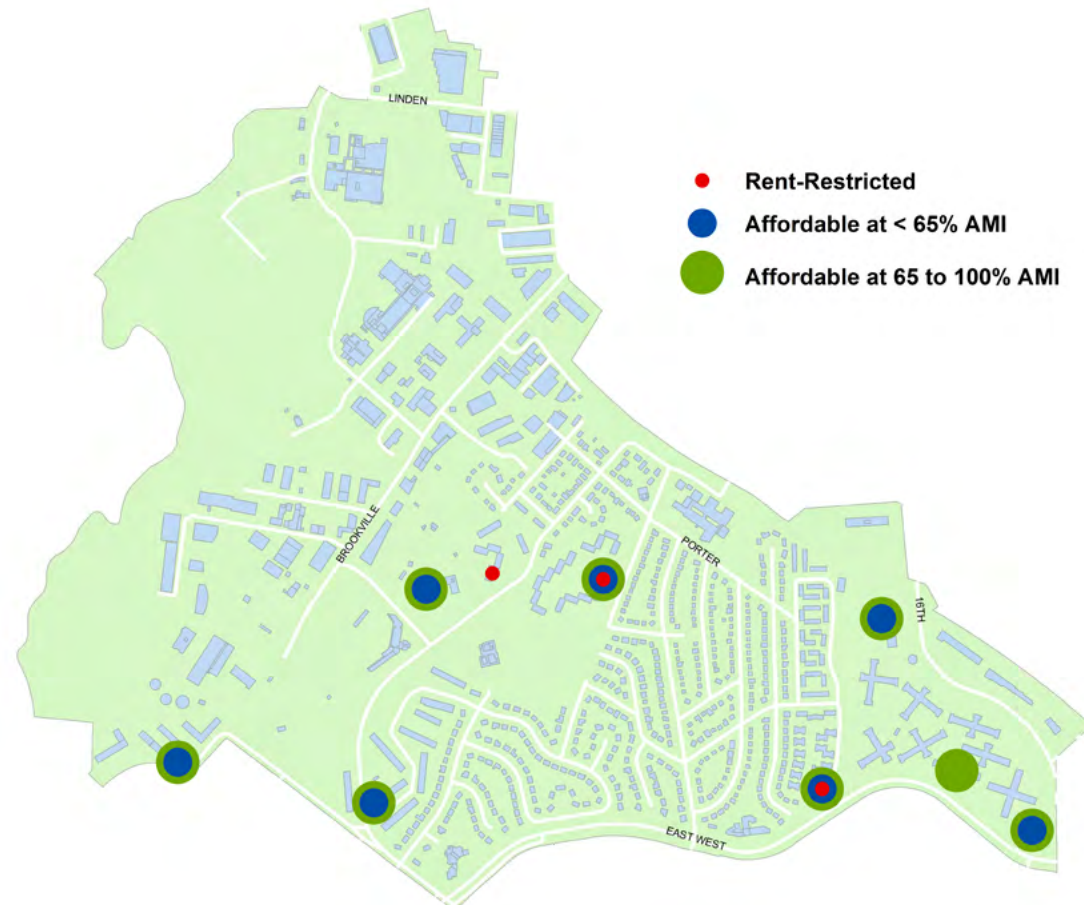 LINDEN
Rent-Restricted
Affordable at < 65% AMI
Affordable at 65 to 100% AMI
BROOKVILLE
PORTER
16TH
EAST WEST